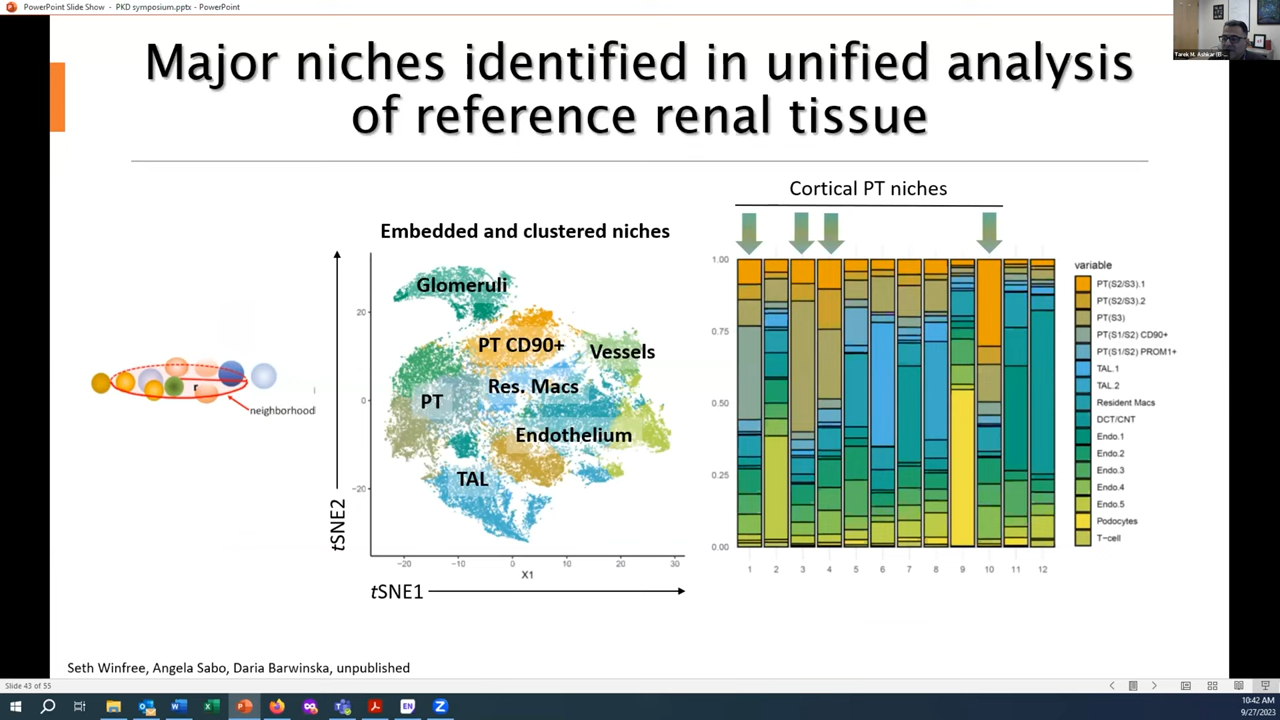 PowerPoint Slide Show - PKD symposium.pptx - PowerPoint
Tarek M. Ashkar
Major niches identified in unified analysis
of reference renal tissue
Cortical PT niches
Embedded and clustered niches
Glomeruli
PT CD90+
Vessels
Res. Macs
PT
Endothelium
TAL
20
0
-20
-20
-10
0
10
20
30
X1
tSNE2
tSNE1
r
neighborhood
1.00
0.75
0.50
0.25
0.00
1 2 3 4 5 6 7 8 9 10 11 12
variable
PT(S2/S3).1
PT(S2/S3).2
PT(S3)
PT(S1/S2) CD90+
PT(S1/S2) PROM1+
TAL.1
TAL.2
Resident Macs
DCT/CNT
Endo.1
Endo.2
Endo.3
Endo.4
Endo.5
Podocytes
T-cell
Seth Winfree, Angela Sabo, Daria Barwinska, unpublished
Slide 43 of 55
EN
10:42 AM
9/27/2023